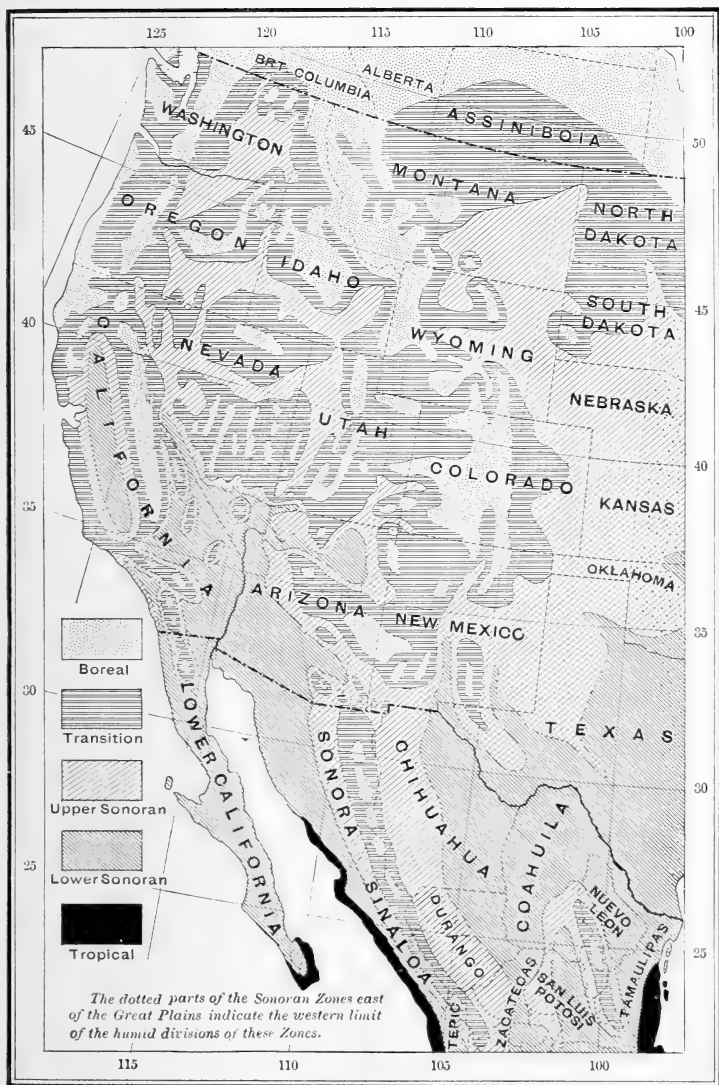 125 120 115 110 105 100
BRT. COLUMBIA
ALBERTA
ASSINIBOIA
WASHINGTON
45
50
MONTANA
NORTH
DAKOTA
OREGON
IDAHO
SOUTH
DAKOTA
45
40
WYOMING
NEVADA
CALIFORNIA
NEBRASKA
UTAH
COLORADO
40
KANSAS
35
OKLAHOMA
ARIZONA
NEW MEXICO
35
Boreal
30
TEXAS
Transition
LOWER CALIFORNIA
SONORA
CHIHUAHUA
30
Upper Sonoran
COAHUILA
25
Lower Sonoran
SINALOA
DURANGO
NUEVO
LEON
Tropical
TAMAULIPAS
25
ZACATECAS
SAN LUIS
POTOSI
TEPIC
The dotted parts of the Sonoran Zones east
of the Great Plains indicate the western limit
of the humid divisions of these Zones.
115 110 105 100